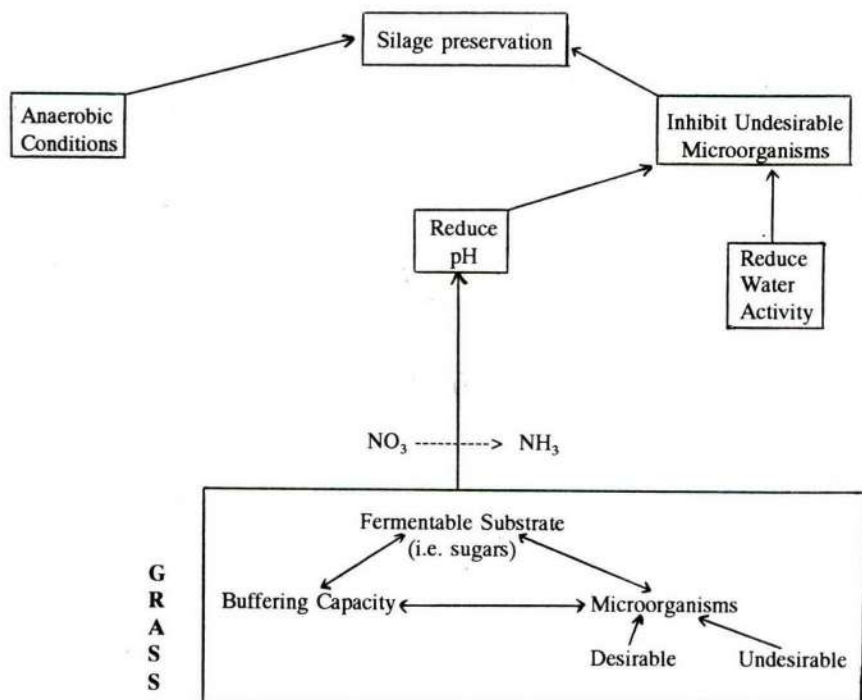 Silage preservation
Anaerobic
Conditions
Inhibit Undesirable
Microorganisms
Reduce
pH
Reduce
Water
Activity
NO₃ -----------> NH₃
Fermentable Substrate
(i.e. sugars)
Buffering Capacity
Microorganisms
Desirable
Undesirable
G
R
A
S
S